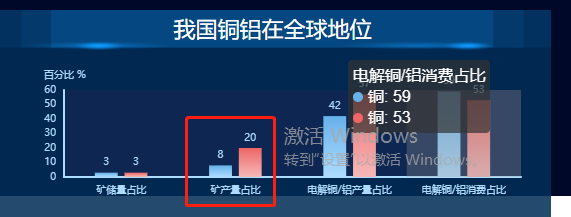 我国铜铝在全球地位
百分比 %
60
50
40
30
20
10
0
3 3
8 20
42 57
53
电解铜/铝消费占比
铜: 59
铜: 53
激活 Windows
转到“设置”以激活 Windows。
矿储量占比 矿产量占比 电解铜/铝产量占比 电解铜/铝消费占比